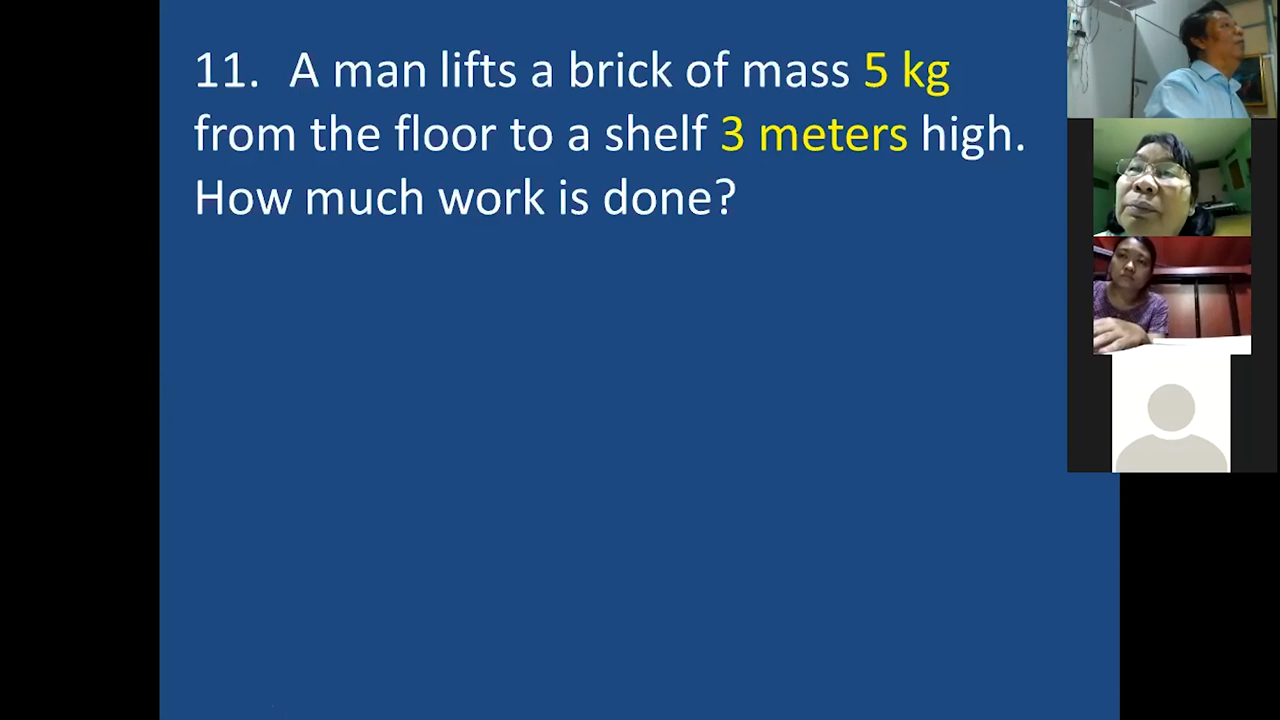 11. A man lifts a brick of mass 5 kg
from the floor to a shelf 3 meters high.
How much work is done?